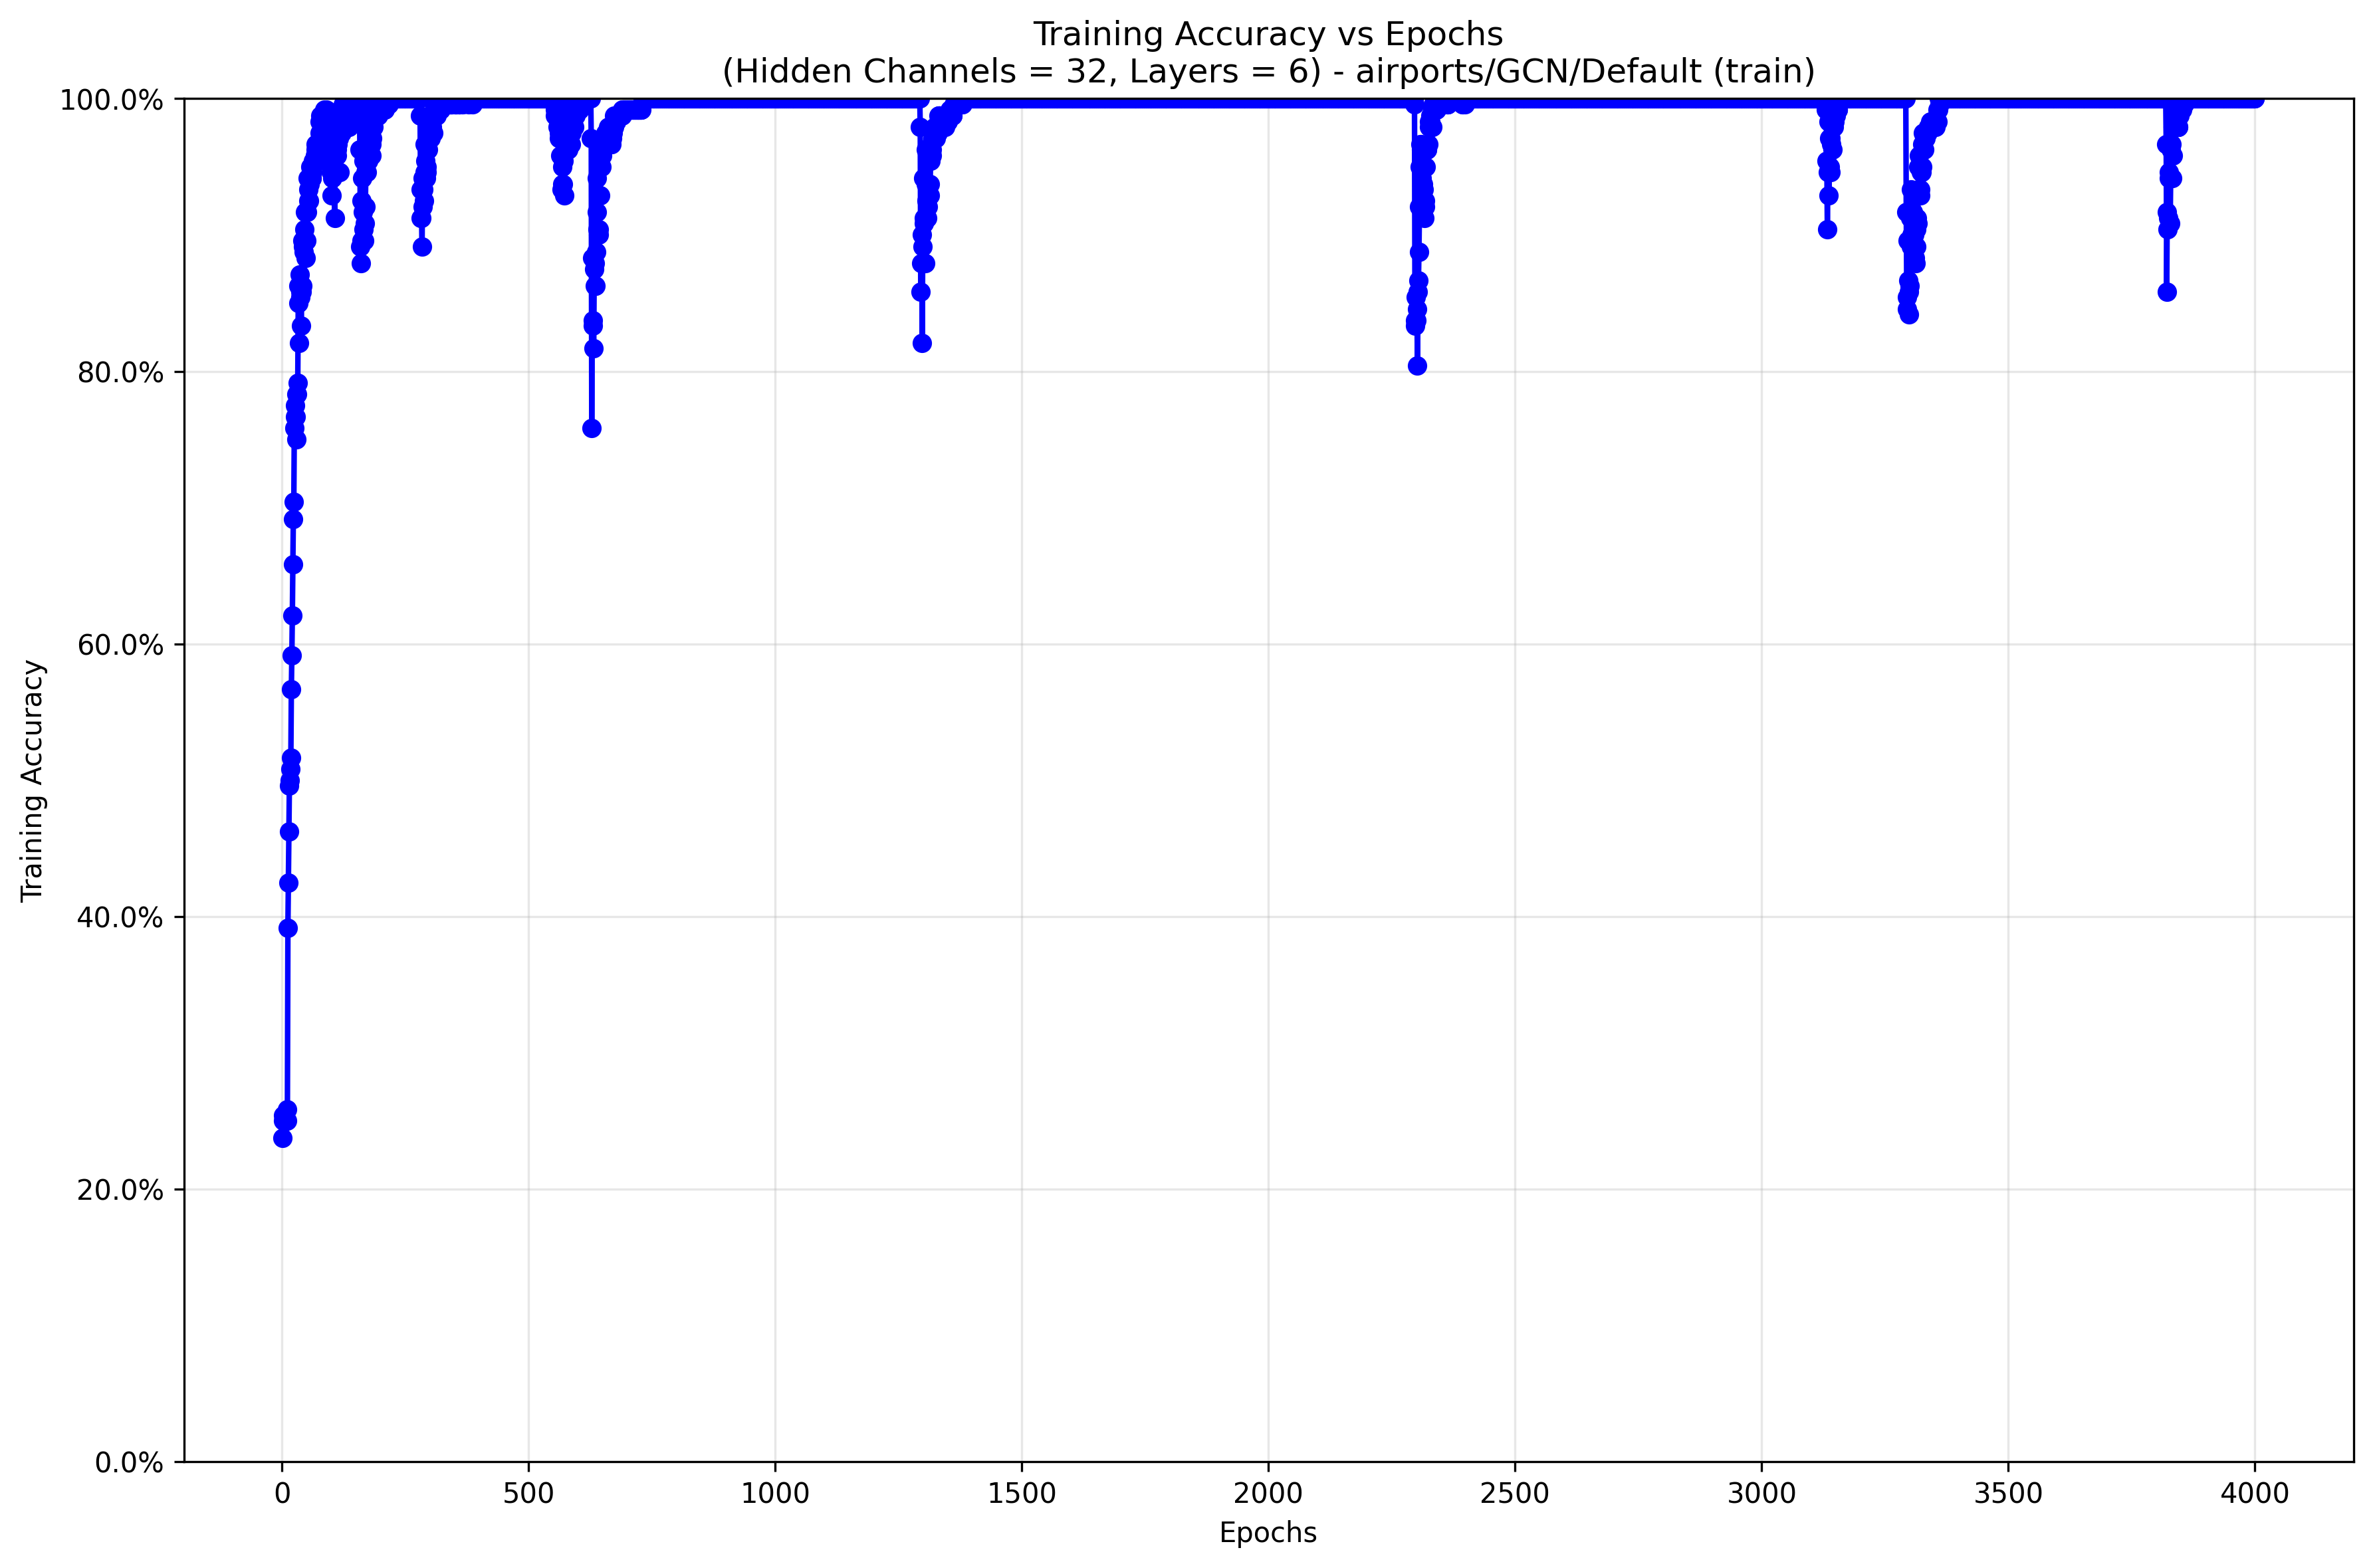 Training Accuracy vs Epochs
(Hidden Channels = 32, Layers = 6) - airports/GCN/Default (train)
100.0%
80.0%
60.0%
40.0%
20.0%
0.0%
Training Accuracy
0 500 1000 1500 2000 2500 3000 3500 4000
Epochs